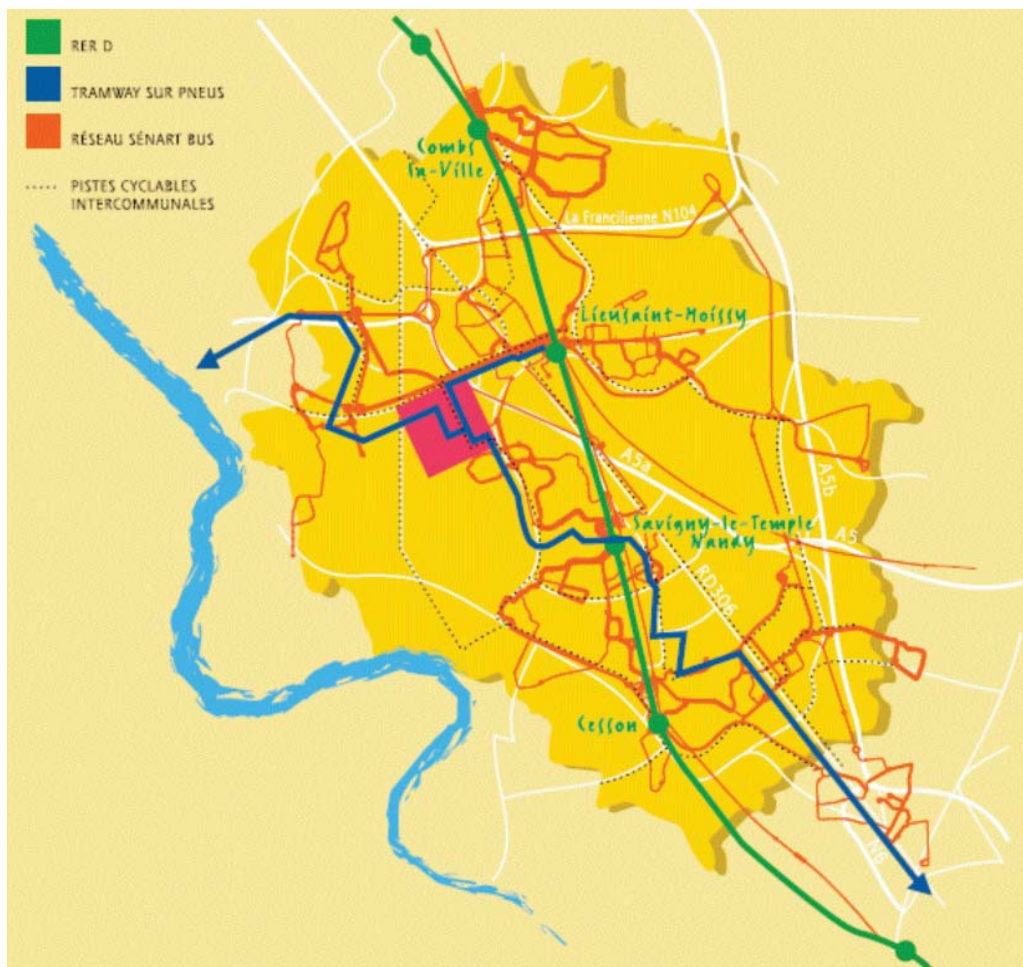 RER D
TRAMWAY SUR PNEUS
RÉSEAU SÉNART BUS
PISTES CYCLABLES
INTERCOMMUNALES
Combs
la-Ville
La Francilienne N104
Lieusaint-Moissy
A5a
A5b
Savigny-le-Temple
Nandy
A5
RD306
Cesson
N6